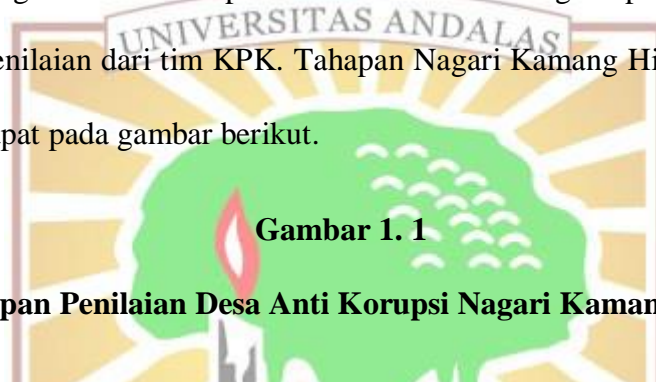 UNIVERSITAS ANDALAS
enilaian dari tim KPK. Tahapan Nagari Kamang Hi
pat pada gambar berikut.
Gambar 1. 1
pan Penilaian Desa Anti Korupsi Nagari Kaman